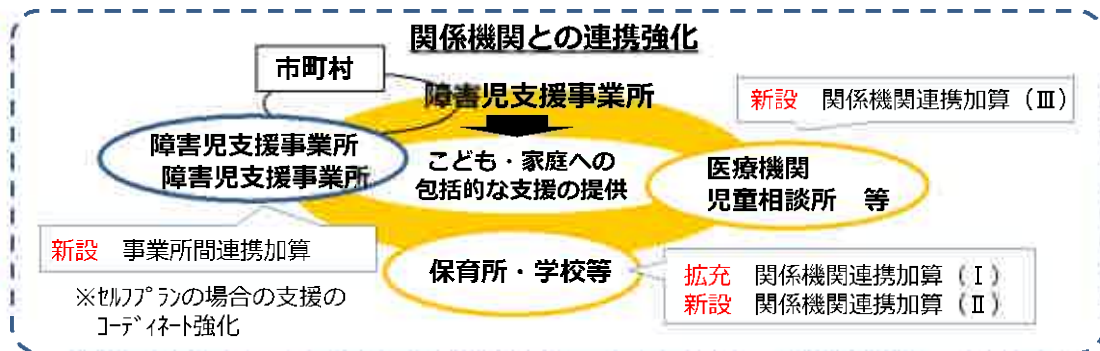 関係機関との連携強化
市町村
障害児支援事業所
新設 関係機関連携加算（Ⅲ）
障害児支援事業所
障害児支援事業所
こども・家庭への
包括的な支援の提供
医療機関
児童相談所 等
新設 事業所間連携加算
保育所・学校等
拡充 関係機関連携加算（Ⅰ）
新設 関係機関連携加算（Ⅱ）
※ｾﾙﾌﾌﾟﾗﾝの場合の支援の
ｺｰﾃﾞｨﾈｰﾄ強化